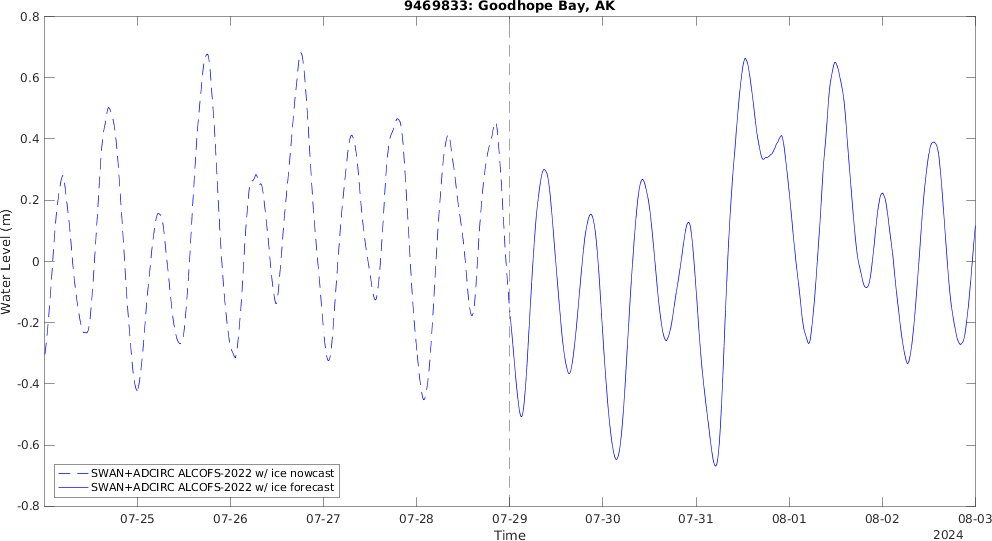 9469833: Goodhope Bay, AK
Water Level (m)
0.8
0.6
0.4
0.2
0
-0.2
-0.4
-0.6
-0.8
SWAN+ADCIRC ALCOFS-2022 w/ ice nowcast
SWAN+ADCIRC ALCOFS-2022 w/ ice forecast
07-25 07-26 07-27 07-28 07-29 07-30 07-31 08-01 08-02 08-03
Time
2024